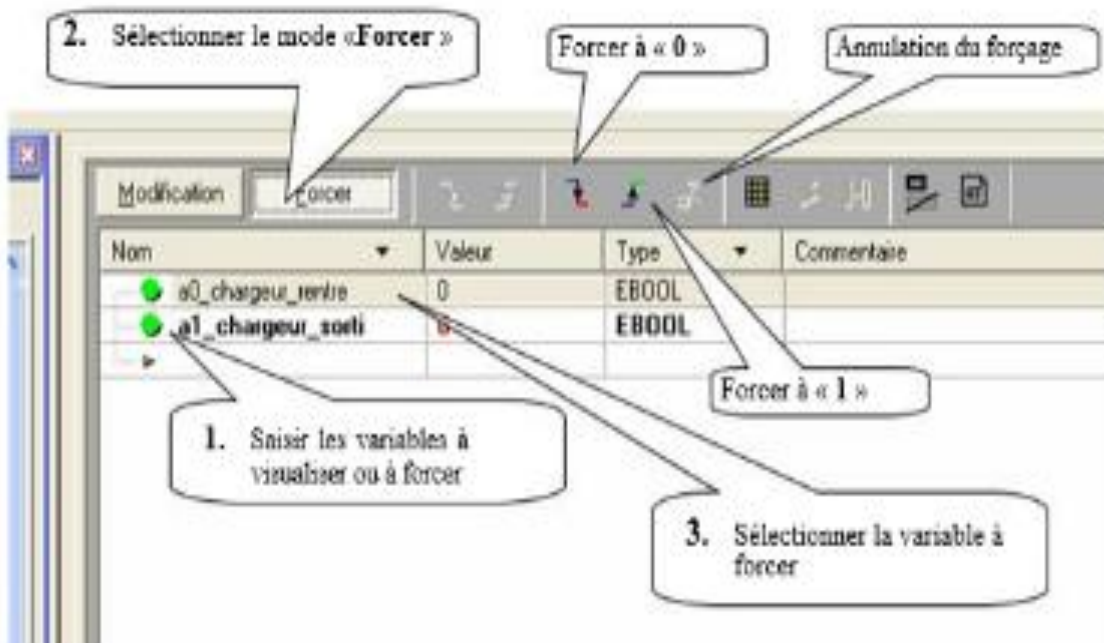 2. Sélectionner le mode «Forcer »
Forcer à « 0 »
Annulation du forçage
Modification
Forcer
Nom
Valeur
Type
Commentaire
a0_chargeur_rentre
0
EBOOL
a1_chargeur_sorti
EBOOL
Forcer à « 1 »
1. Saisir les variables à
visualiser ou à forcer
3. Sélectionner la variable à
forcer